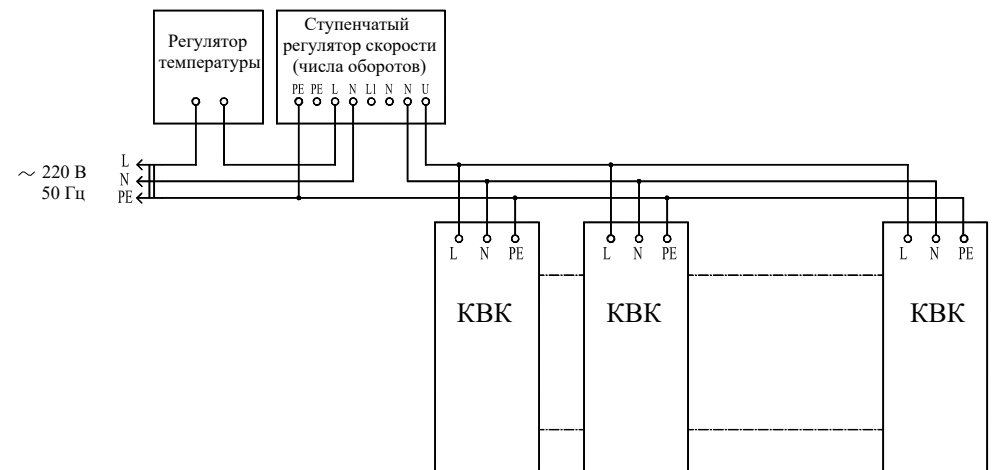 Регулятор
температуры
Ступенчатый
регулятор скорости
(числа оборотов)
PE PE L N L1 N N U
~ 220 В
50 Гц
L
N
PE
L N PE
КВК
L N PE
КВК
L N PE
КВК